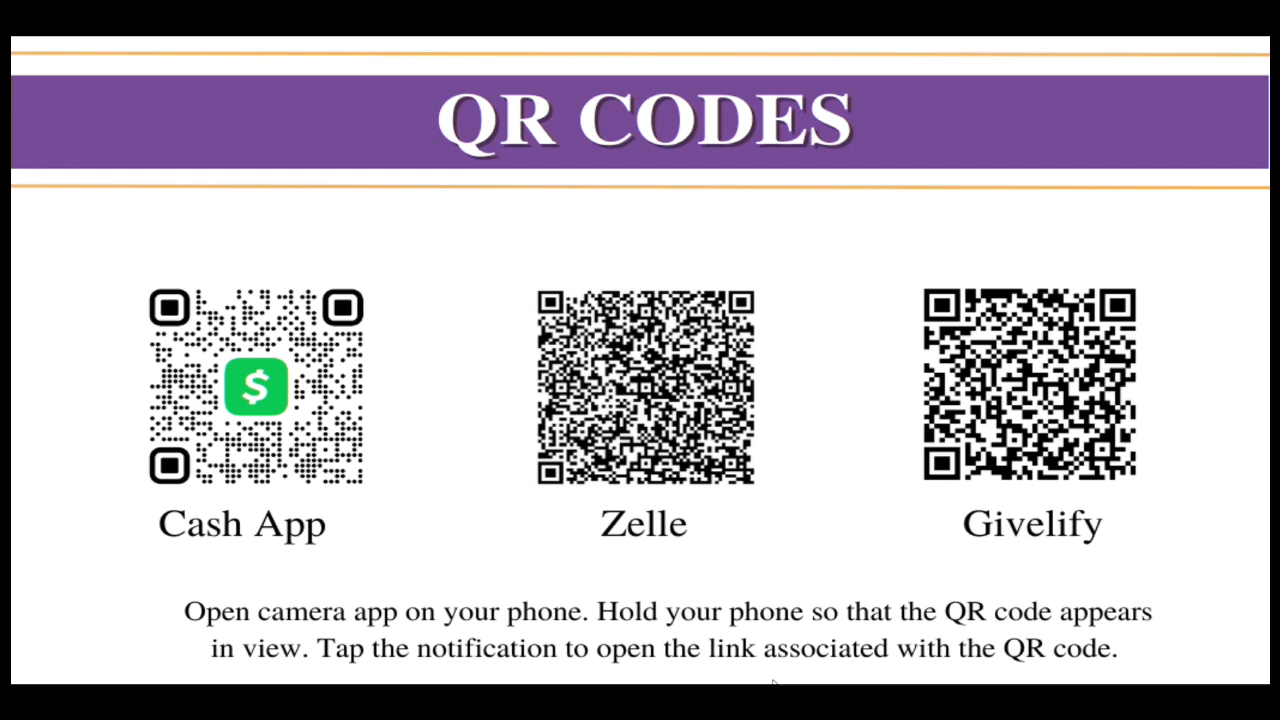 QR CODES
$
Cash App
Zelle
Givelify
Open camera app on your phone. Hold your phone so that the QR code appears
in view. Tap the notification to open the link associated with the QR code.